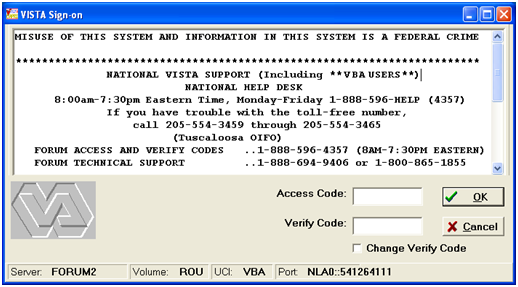 VISTA Sign-on
MISUSE OF THIS SYSTEM AND INFORMATION IN THIS SYSTEM IS A FEDERAL CRIME
***********************************************************************
NATIONAL VISTA SUPPORT (Including **VBA USERS**)
NATIONAL HELP DESK
8:00am-7:30pm Eastern Time, Monday-Friday 1-888-596-HELP (4357)
If you have trouble with the toll-free number,
call 205-554-3459 through 205-554-3465
(Tuscaloosa OIFO)
FORUM ACCESS AND VERIFY CODES ..1-888-596-4357 (8AM-7:30PM EASTERN)
FORUM TECHNICAL SUPPORT ..1-888-694-9406 or 1-800-865-1855
VA
Access Code:
OK
Verify Code:
Cancel
Change Verify Code
Server: FORUM2 Volume: ROU UCI: VBA Port: NLA0::541264111